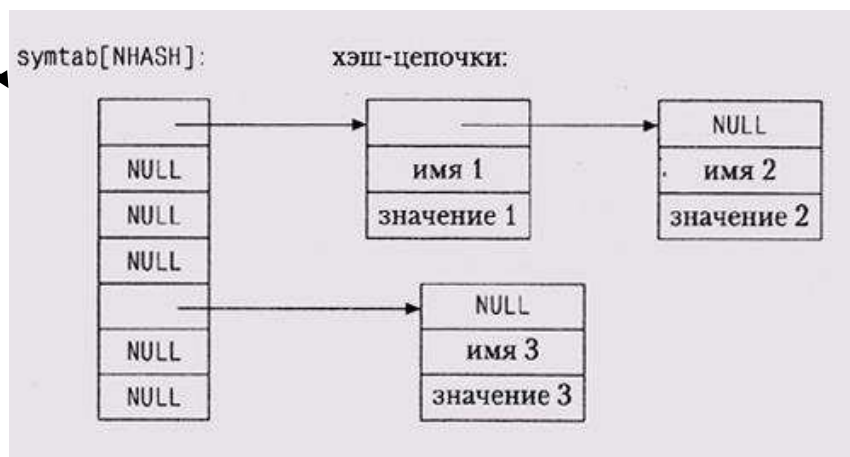 symtab[NHASH]:
хэш-цепочки:
NULL
NULL
NULL
NULL
NULL
имя 1
значение 1
NULL
имя 2
значение 2
NULL
имя 3
значение 3